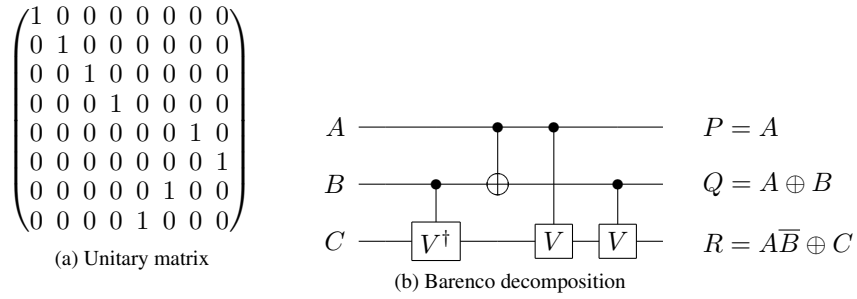 1 0 0 0 0 0 0 0
0 1 0 0 0 0 0 0
0 0 1 0 0 0 0 0
0 0 0 1 0 0 0 0
0 0 0 0 0 0 1 0
0 0 0 0 0 0 0 1
0 0 0 0 0 1 0 0
0 0 0 0 1 0 0 0
(a) Unitary matrix
A P = A
B Q = A ⊕ B
C V† V V R = AB̅ ⊕ C
(b) Barenco decomposition